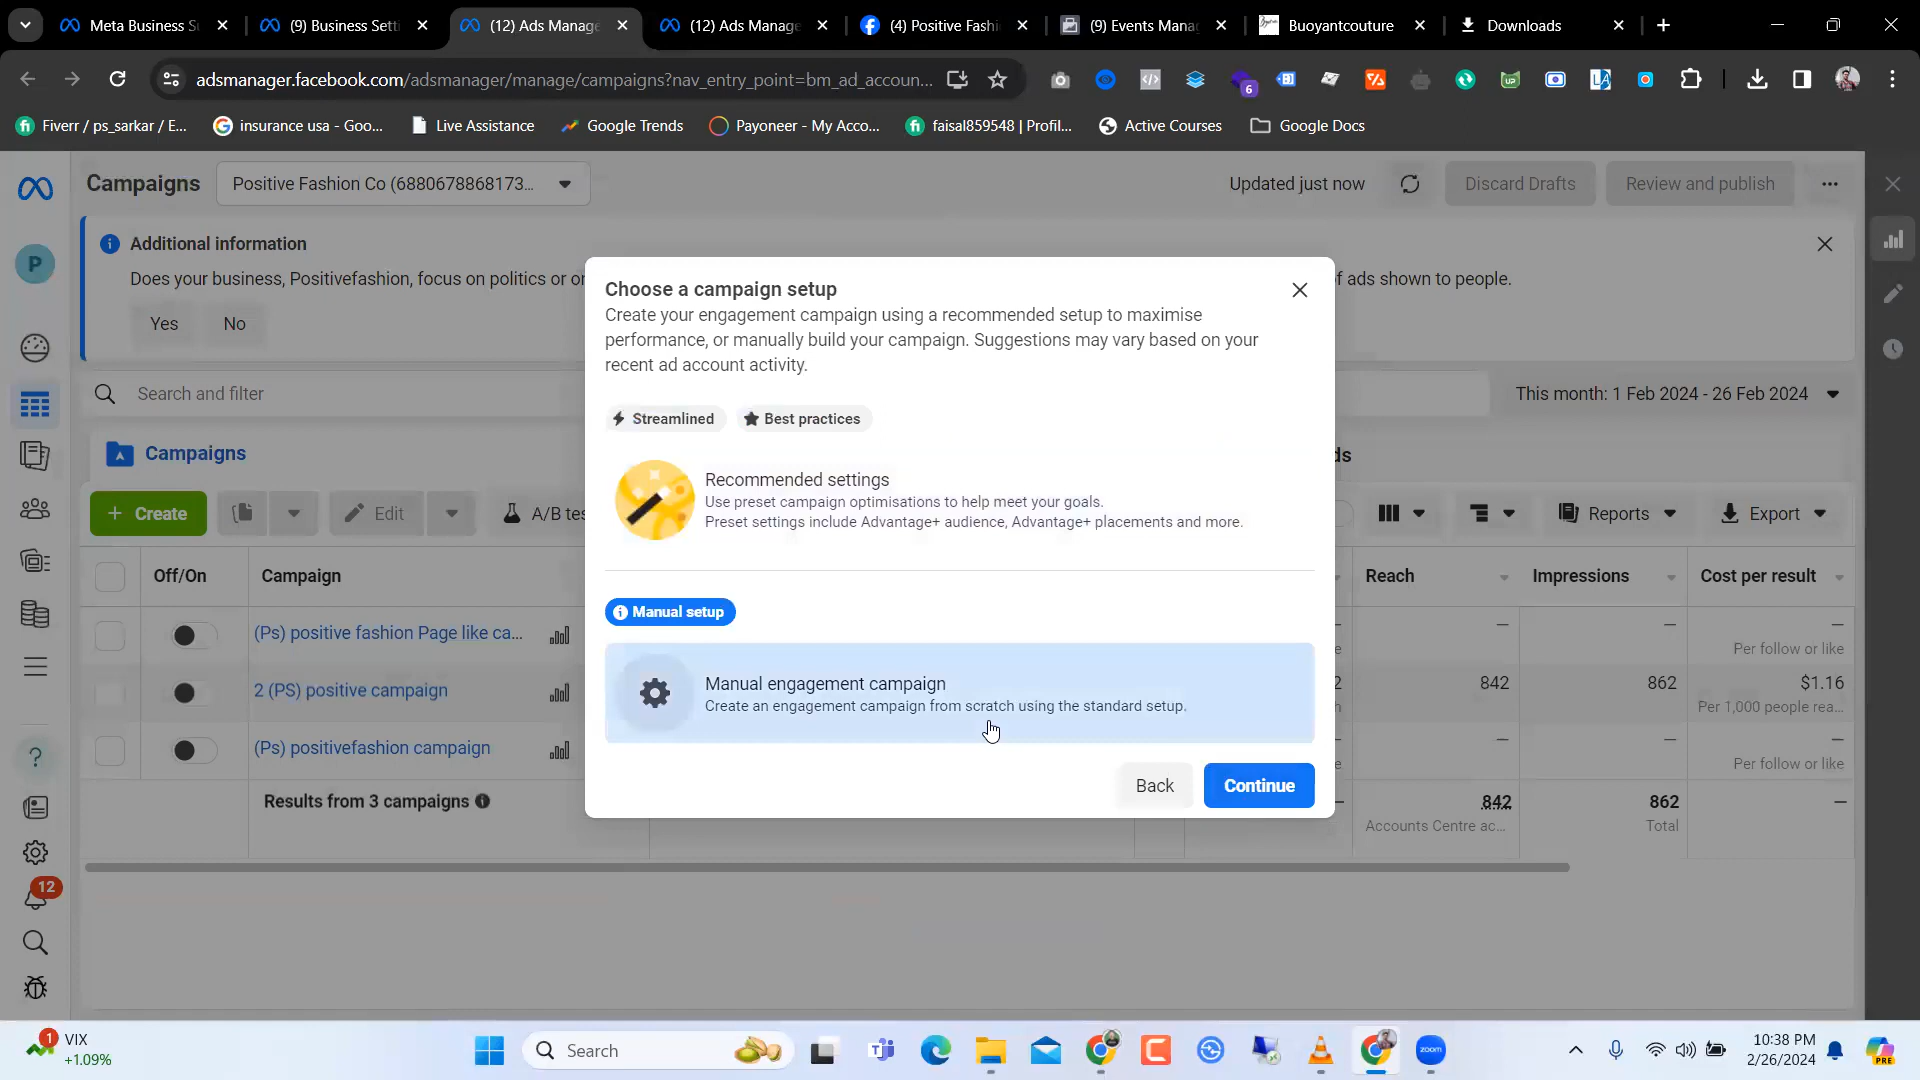 Meta Business Su
(9) Business Setti
(12) Ads Manage
(12) Ads Manage
(4) Positive Fashi
(9) Events Mana
Buoyantcouture
Downloads
adsmanager.facebook.com/adsmanager/manage/campaigns?nav_entry_point=bm_ad_accoun...
6
Fiverr / ps_sarkar / E...
insurance usa - Goo...
Live Assistance
Google Trends
Payoneer - My Acco...
faisal859548 | Profil...
Active Courses
Google Docs
Campaigns
Positive Fashion Co (6880678868173...
Updated just now
Discard Drafts
Review and publish
P
Additional information
Does your business, Positivefashion, focus on politics or or
f ads shown to people.
Yes
No
Search and filter
This month: 1 Feb 2024 - 26 Feb 2024
Campaigns
ds
+ Create
Edit
A/B tes
Reports
Export
Off/On
Campaign
Reach
Impressions
Cost per result
(Ps) positive fashion Page like ca...
—
—
—
e
Per follow or like
2 (PS) positive campaign
2
842
862
$1.16
h
Per 1,000 people rea...
(Ps) positivefashion campaign
—
—
—
e
Per follow or like
Results from 3 campaigns
—
842
862
—
Accounts Centre ac...
Total
Choose a campaign setup
Create your engagement campaign using a recommended setup to maximise
performance, or manually build your campaign. Suggestions may vary based on your
recent ad account activity.
Streamlined
Best practices
Recommended settings
Use preset campaign optimisations to help meet your goals.
Preset settings include Advantage+ audience, Advantage+ placements and more.
Manual setup
Manual engagement campaign
Create an engagement campaign from scratch using the standard setup.
Back
Continue
12
1
VIX
+1.09%
Search
zoom
10:38 PM
2/26/2024
PRE